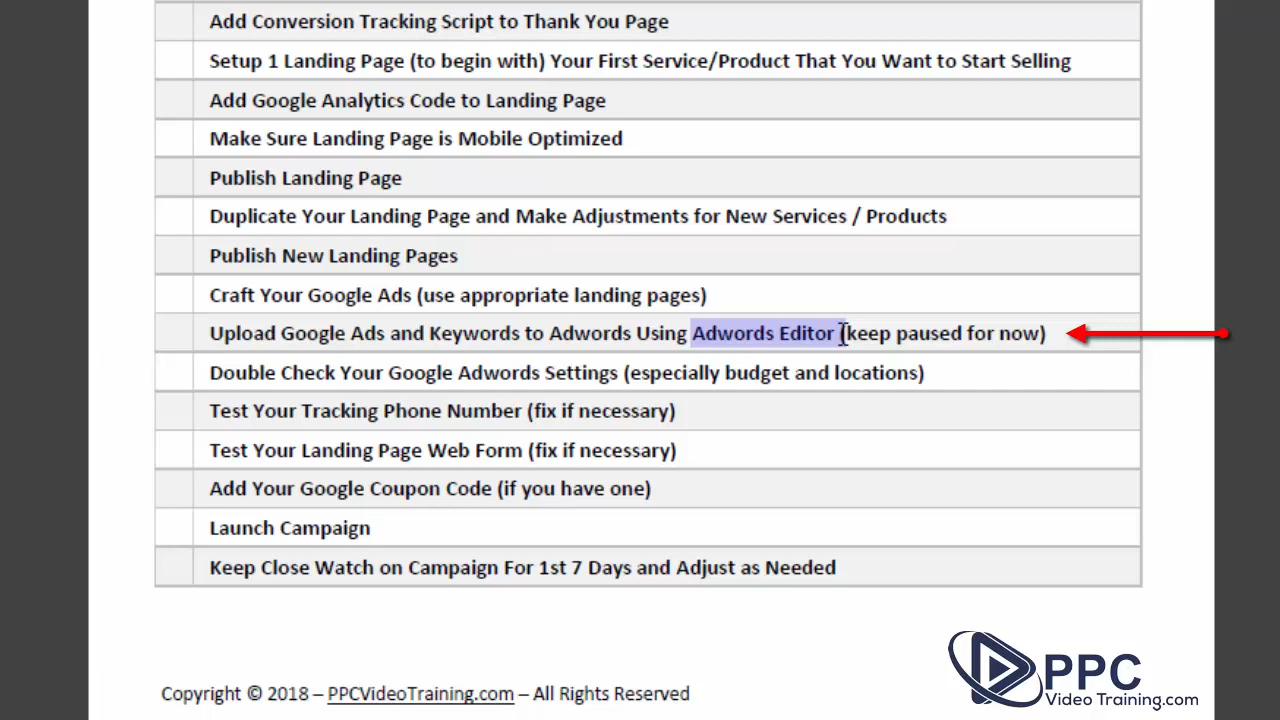 Add Conversion Tracking Script to Thank You Page
Setup 1 Landing Page (to begin with) Your First Service/Product That You Want to Start Selling
Add Google Analytics Code to Landing Page
Make Sure Landing Page is Mobile Optimized
Publish Landing Page
Duplicate Your Landing Page and Make Adjustments for New Services / Products
Publish New Landing Pages
Craft Your Google Ads (use appropriate landing pages)
Upload Google Ads and Keywords to Adwords Using Adwords Editor (keep paused for now)
Double Check Your Google Adwords Settings (especially budget and locations)
Test Your Tracking Phone Number (fix if necessary)
Test Your Landing Page Web Form (fix if necessary)
Add Your Google Coupon Code (if you have one)
Launch Campaign
Keep Close Watch on Campaign For 1st 7 Days and Adjust as Needed
Copyright © 2018 – PPCVideoTraining.com – All Rights Reserved
PPC
Video Training.com